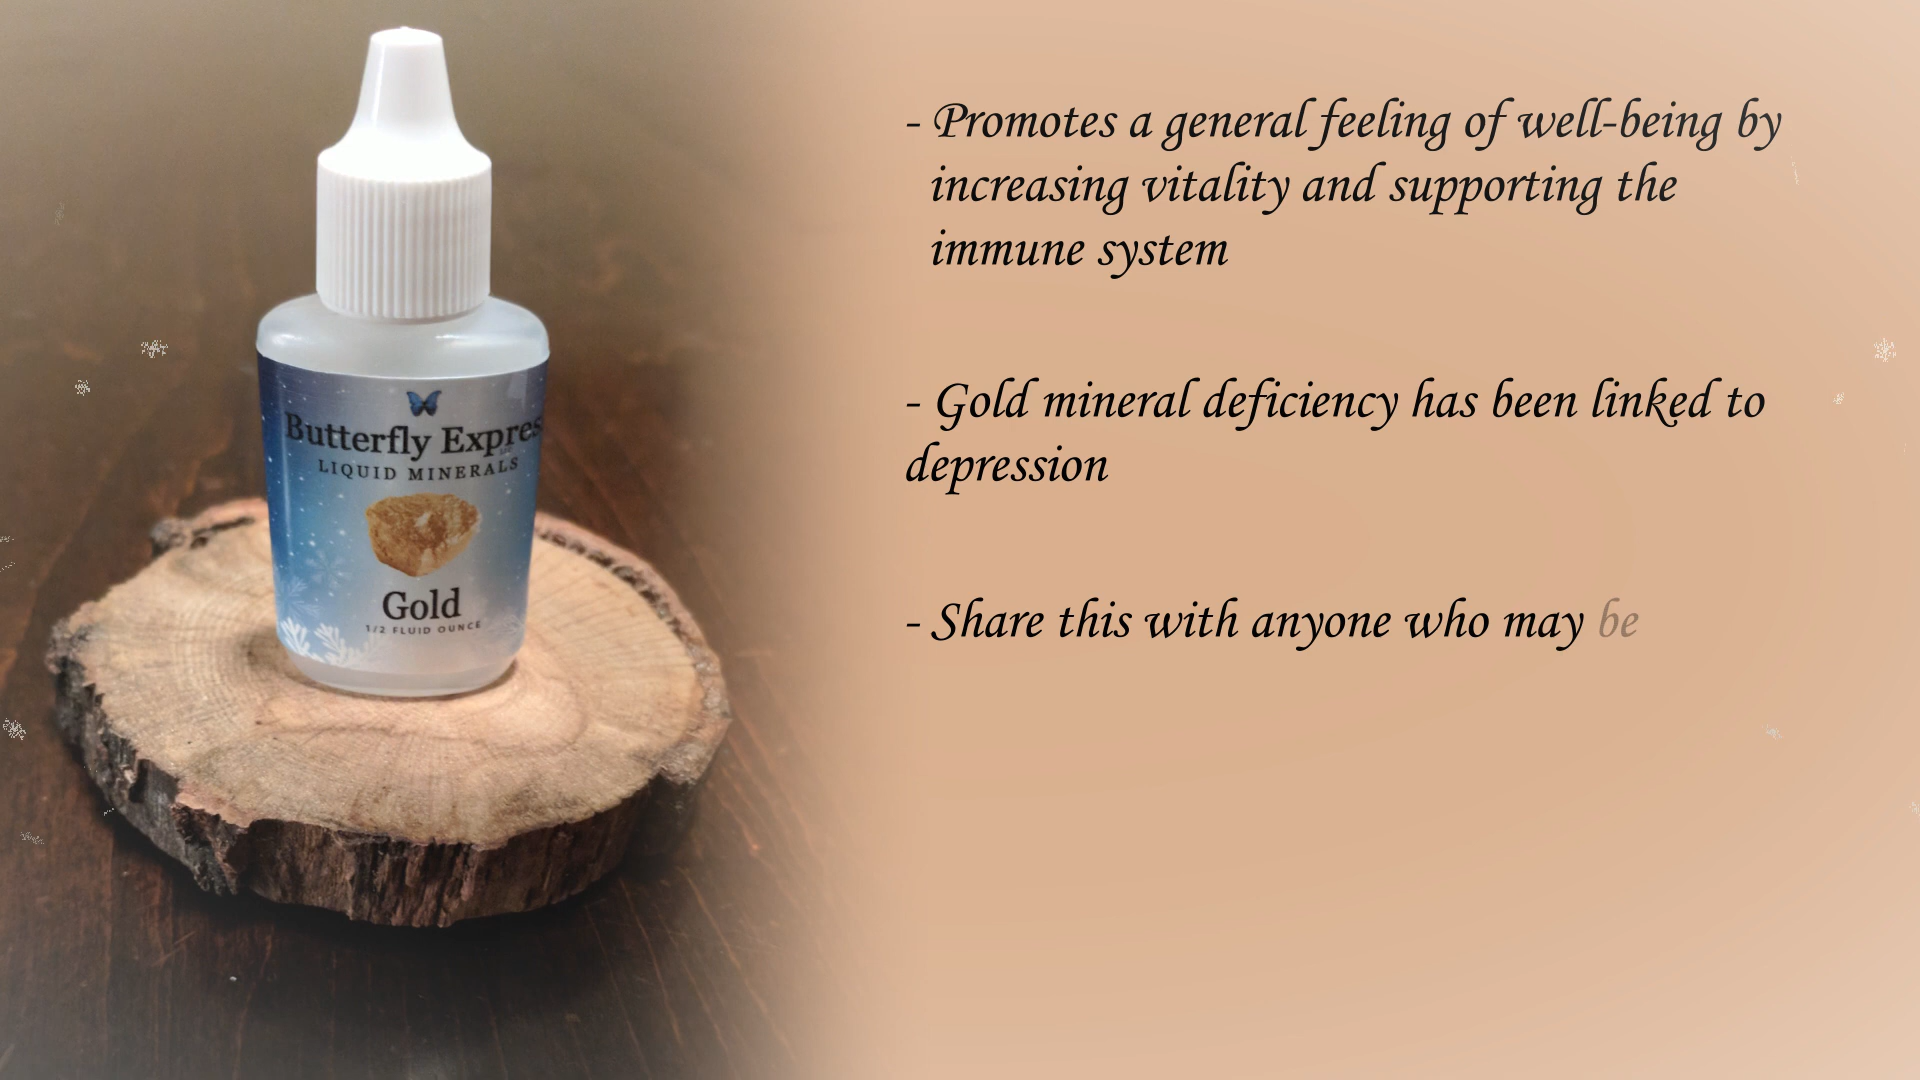 Butterfly Expres
LIQUID MINERALS
Gold
1/2 FLUID OUNCE
- Promotes a general feeling of well-being by
increasing vitality and supporting the
immune system
- Gold mineral deficiency has been linked to
depression
- Share this with anyone who may be